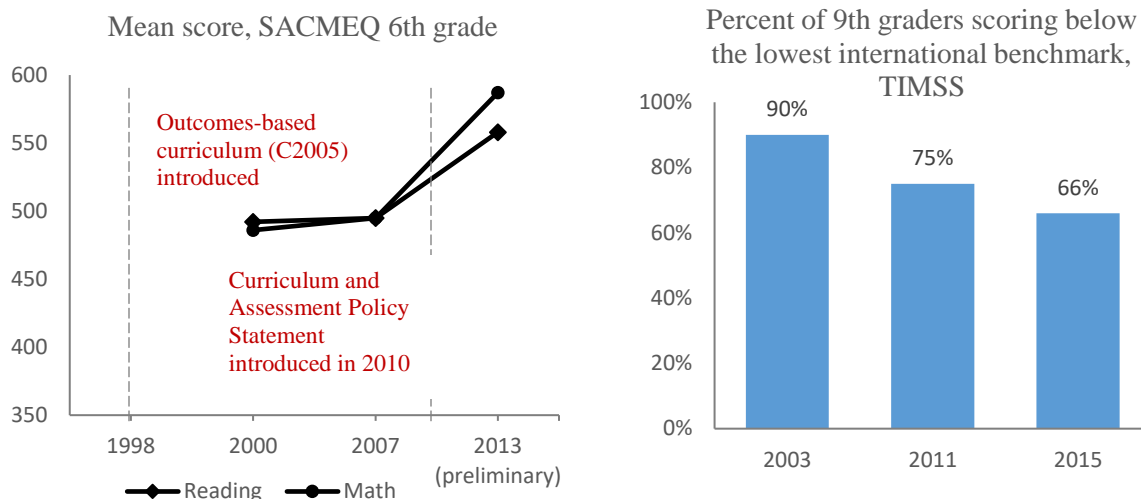 Mean score, SACMEQ 6th grade
600
550
500
450
400
350
Outcomes-based
curriculum (C2005)
introduced
Curriculum and
Assessment Policy
Statement
introduced in 2010
1998
2000
2007
2013
(preliminary)
Reading
Math
Percent of 9th graders scoring below
the lowest international benchmark,
TIMSS
100%
80%
60%
40%
20%
0%
90%
75%
66%
2003
2011
2015